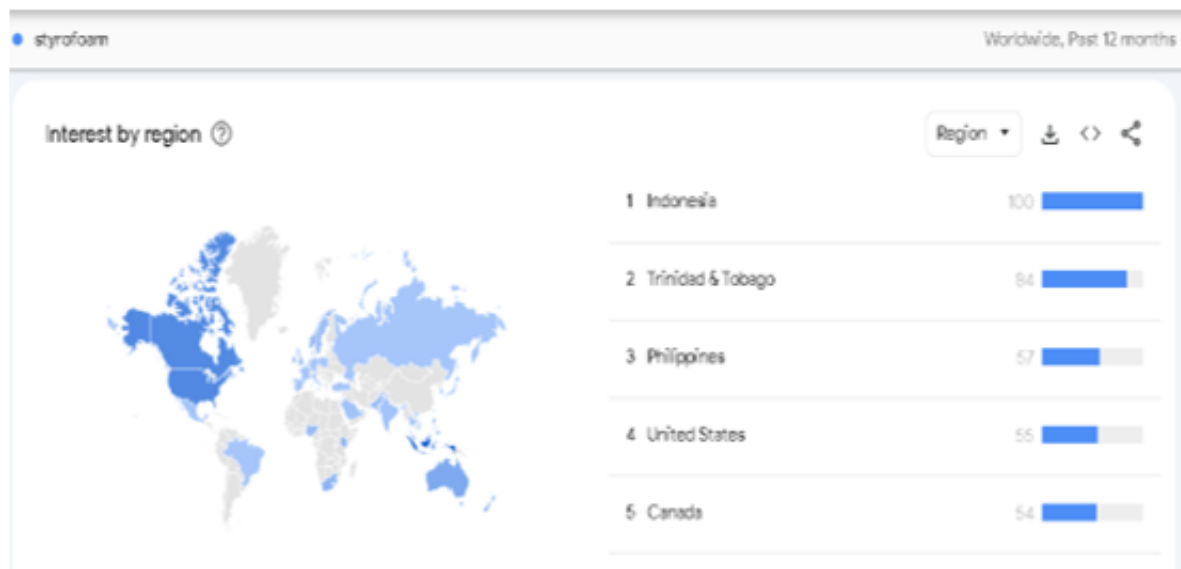 styrofoam
Worldwide, Past 12 months
Interest by region
Region
1 Indonesia 100
2 Trinidad & Tobago 84
3 Philippines 57
4 United States 55
5 Canada 54